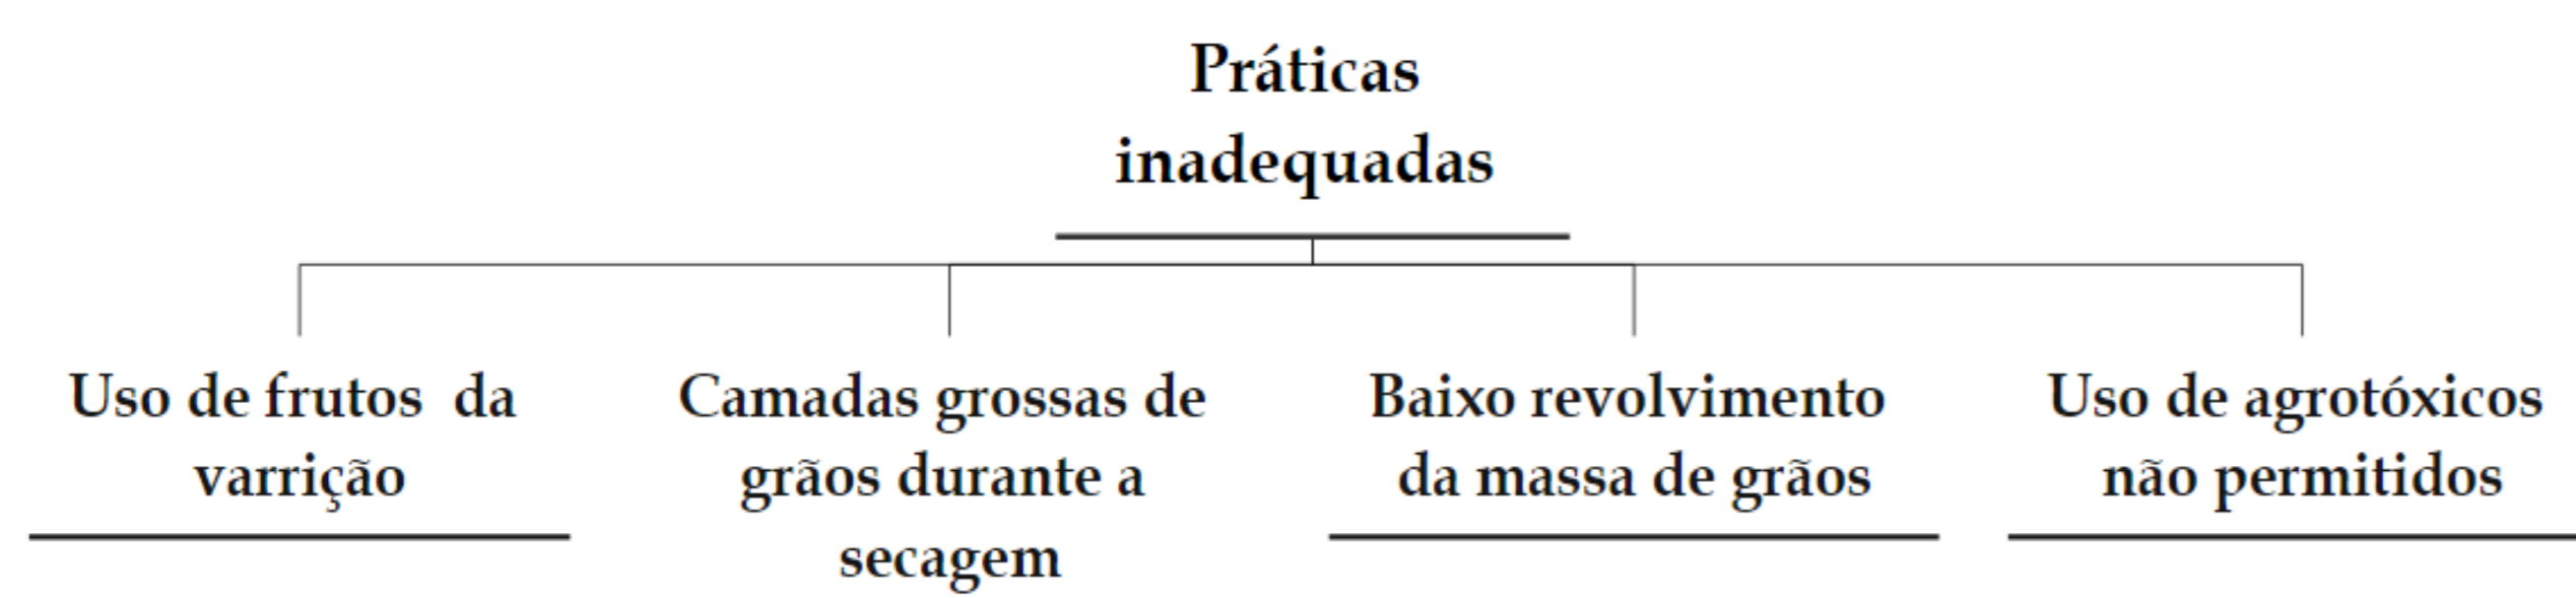 Práticas
inadequadas
Uso de frutos da
varrição
Camadas grossas de
grãos durante a
secagem
Baixo revolvimento
da massa de grãos
Uso de agrotóxicos
não permitidos